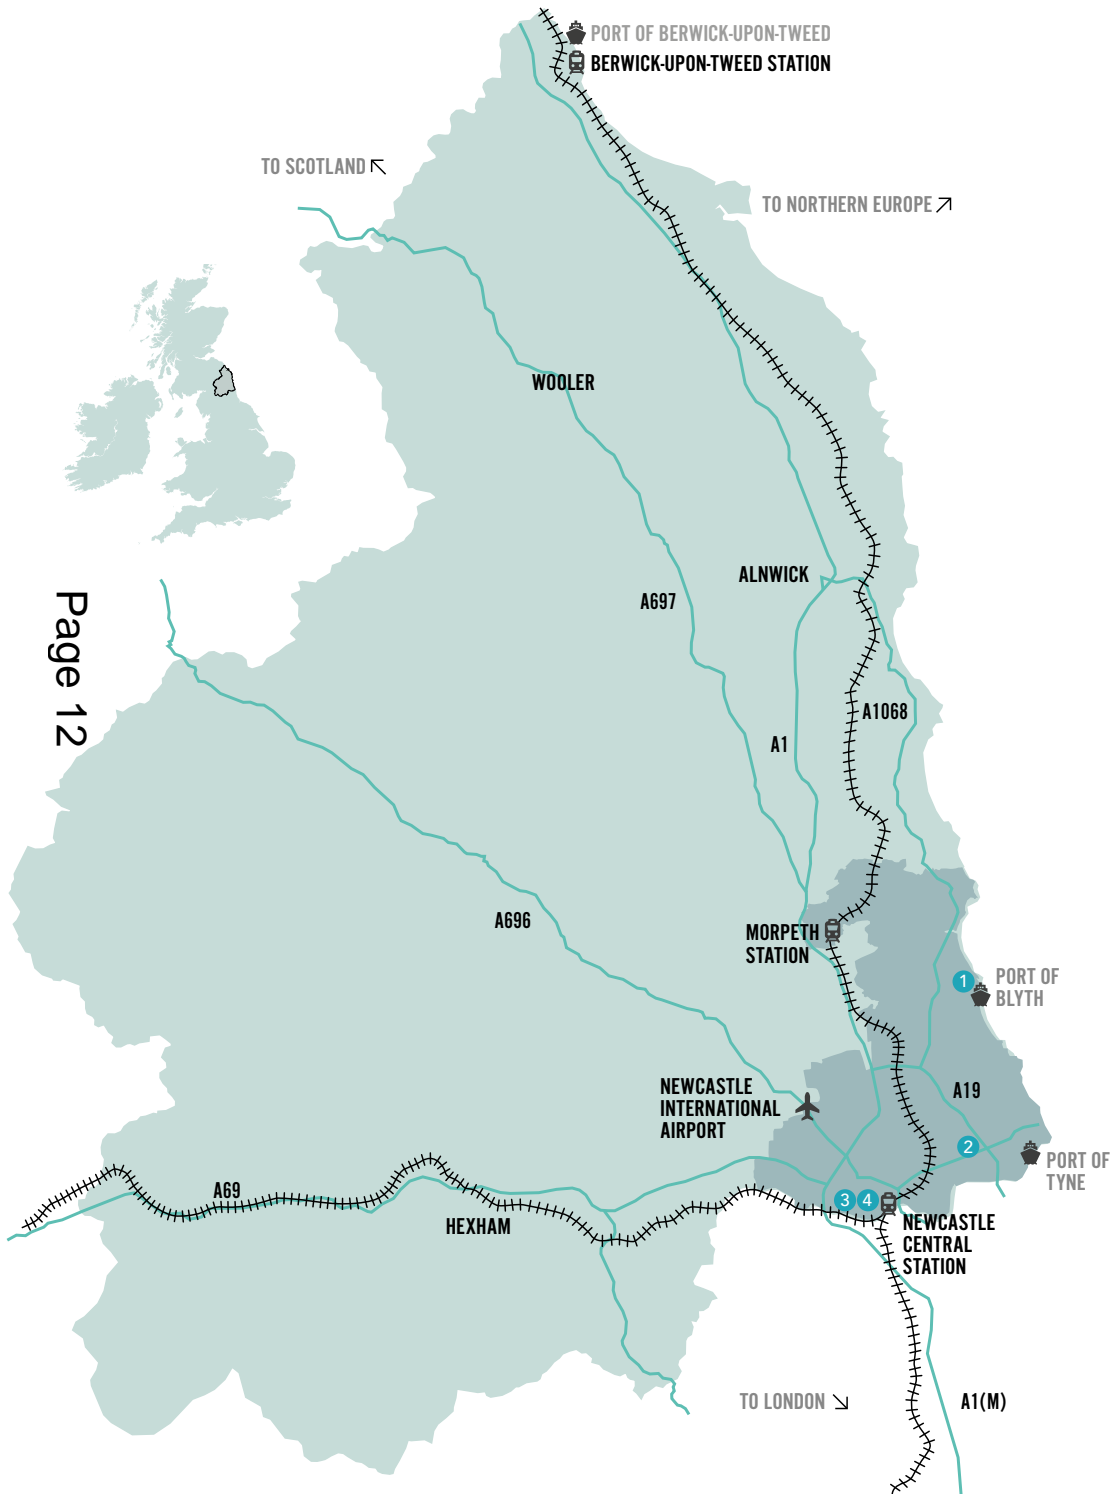 PORT OF BERWICK-UPON-TWEED
BERWICK-UPON-TWEED STATION
TO SCOTLAND
TO NORTHERN EUROPE
WOOLER
ALNWICK
A697
Page 12
A1068
A1
A696
MORPETH
STATION
1
PORT OF
BLYTH
NEWCASTLE
INTERNATIONAL
AIRPORT
A19
2
PORT OF
TYNE
A69
3
4
HEXHAM
NEWCASTLE
CENTRAL
STATION
TO LONDON
A1(M)